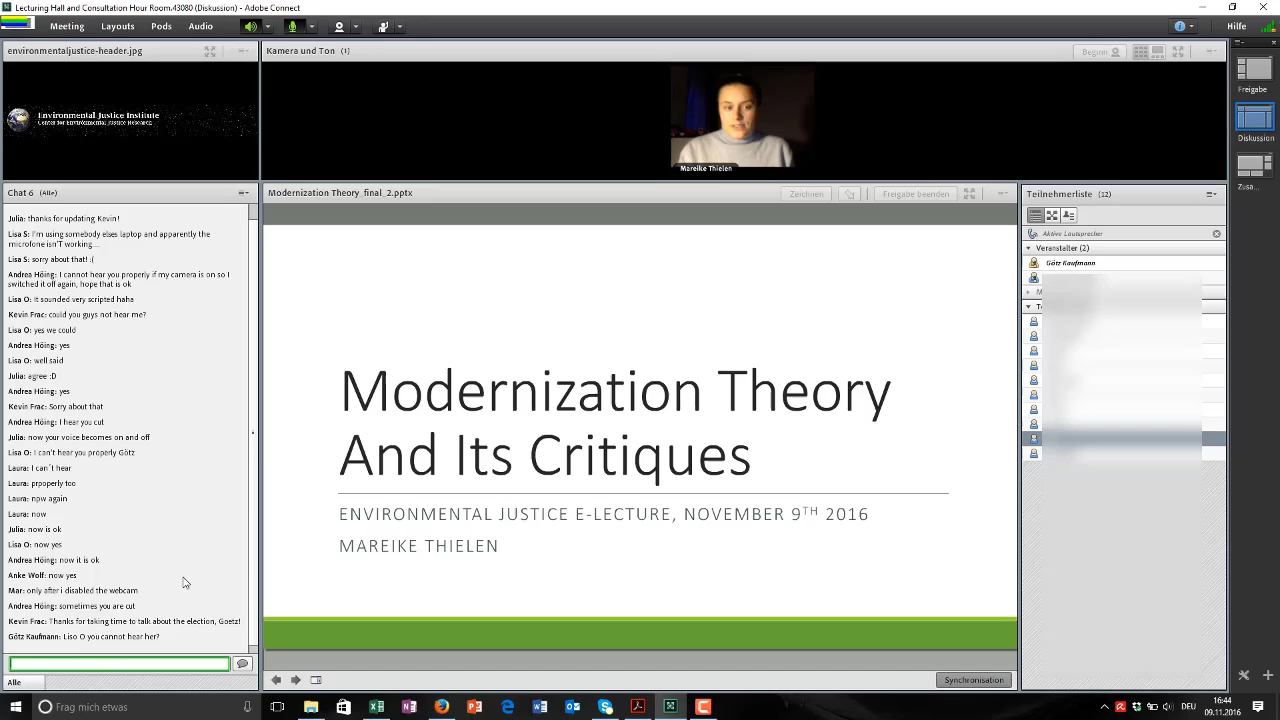 Lecturing Hall and Consultation Hour Room.43080 (Diskussion) - Adobe Connect
Meeting Layouts Pods Audio
Hilfe
environmentaljustice-header.jpg
Environmental Justice Institute
Center for Environmental Justice Research
Kamera und Ton (1)
Beginn
Mareike Thielen
Chat 6 (Alle)
Julia: thanks for updating Kevin!
Lisa S: I'm using somebody elses laptop and apparently the
microfone isn'T working....
Lisa S: sorry about that! :(
Andrea Höing: I cannot hear you properly if my camera is on so I
switched it off again, hope that is ok
Lisa O: It sounded very scripted haha
Kevin Frac: could you guys not hear me?
Lisa O: yes we could
Andrea Höing: yes
Lisa O: well said
Julia: agree :D
Andrea Höing: yes
Kevin Frac: Sorry about that
Andrea Höing: I hear you cut
Julia: now your voice becomes on and off
Lisa O: I can't hear you properly Götz
Laura: I can´t hear
Laura: prpoperly too
Laura: npw again
Laura: now
Julia: now is ok
Lisa O: now yes
Andrea Höing: now it is ok
Anke Wolf: now yes
Mar: only after i disabled the webcam
Andrea Höing: sometimes you are cut
Kevin Frac: Thanks for taking time to talk about the election, Goetz!
Götz Kaufmann: Liso O you cannot hear her?
Alle
Modernization Theory_final_2.pptx
Zeichnen
Freigabe beenden
Modernization Theory
And Its Critiques
ENVIRONMENTAL JUSTICE E-LECTURE, NOVEMBER 9TH 2016
MAREIKE THIELEN
Synchronisation
Teilnehmerliste (12)
Aktive Lautsprecher
Veranstalter (2)
Götz Kaufmann
Freigabe
Diskussion
Zusa...
Frag mich etwas
DEU
16:44
09.11.2016